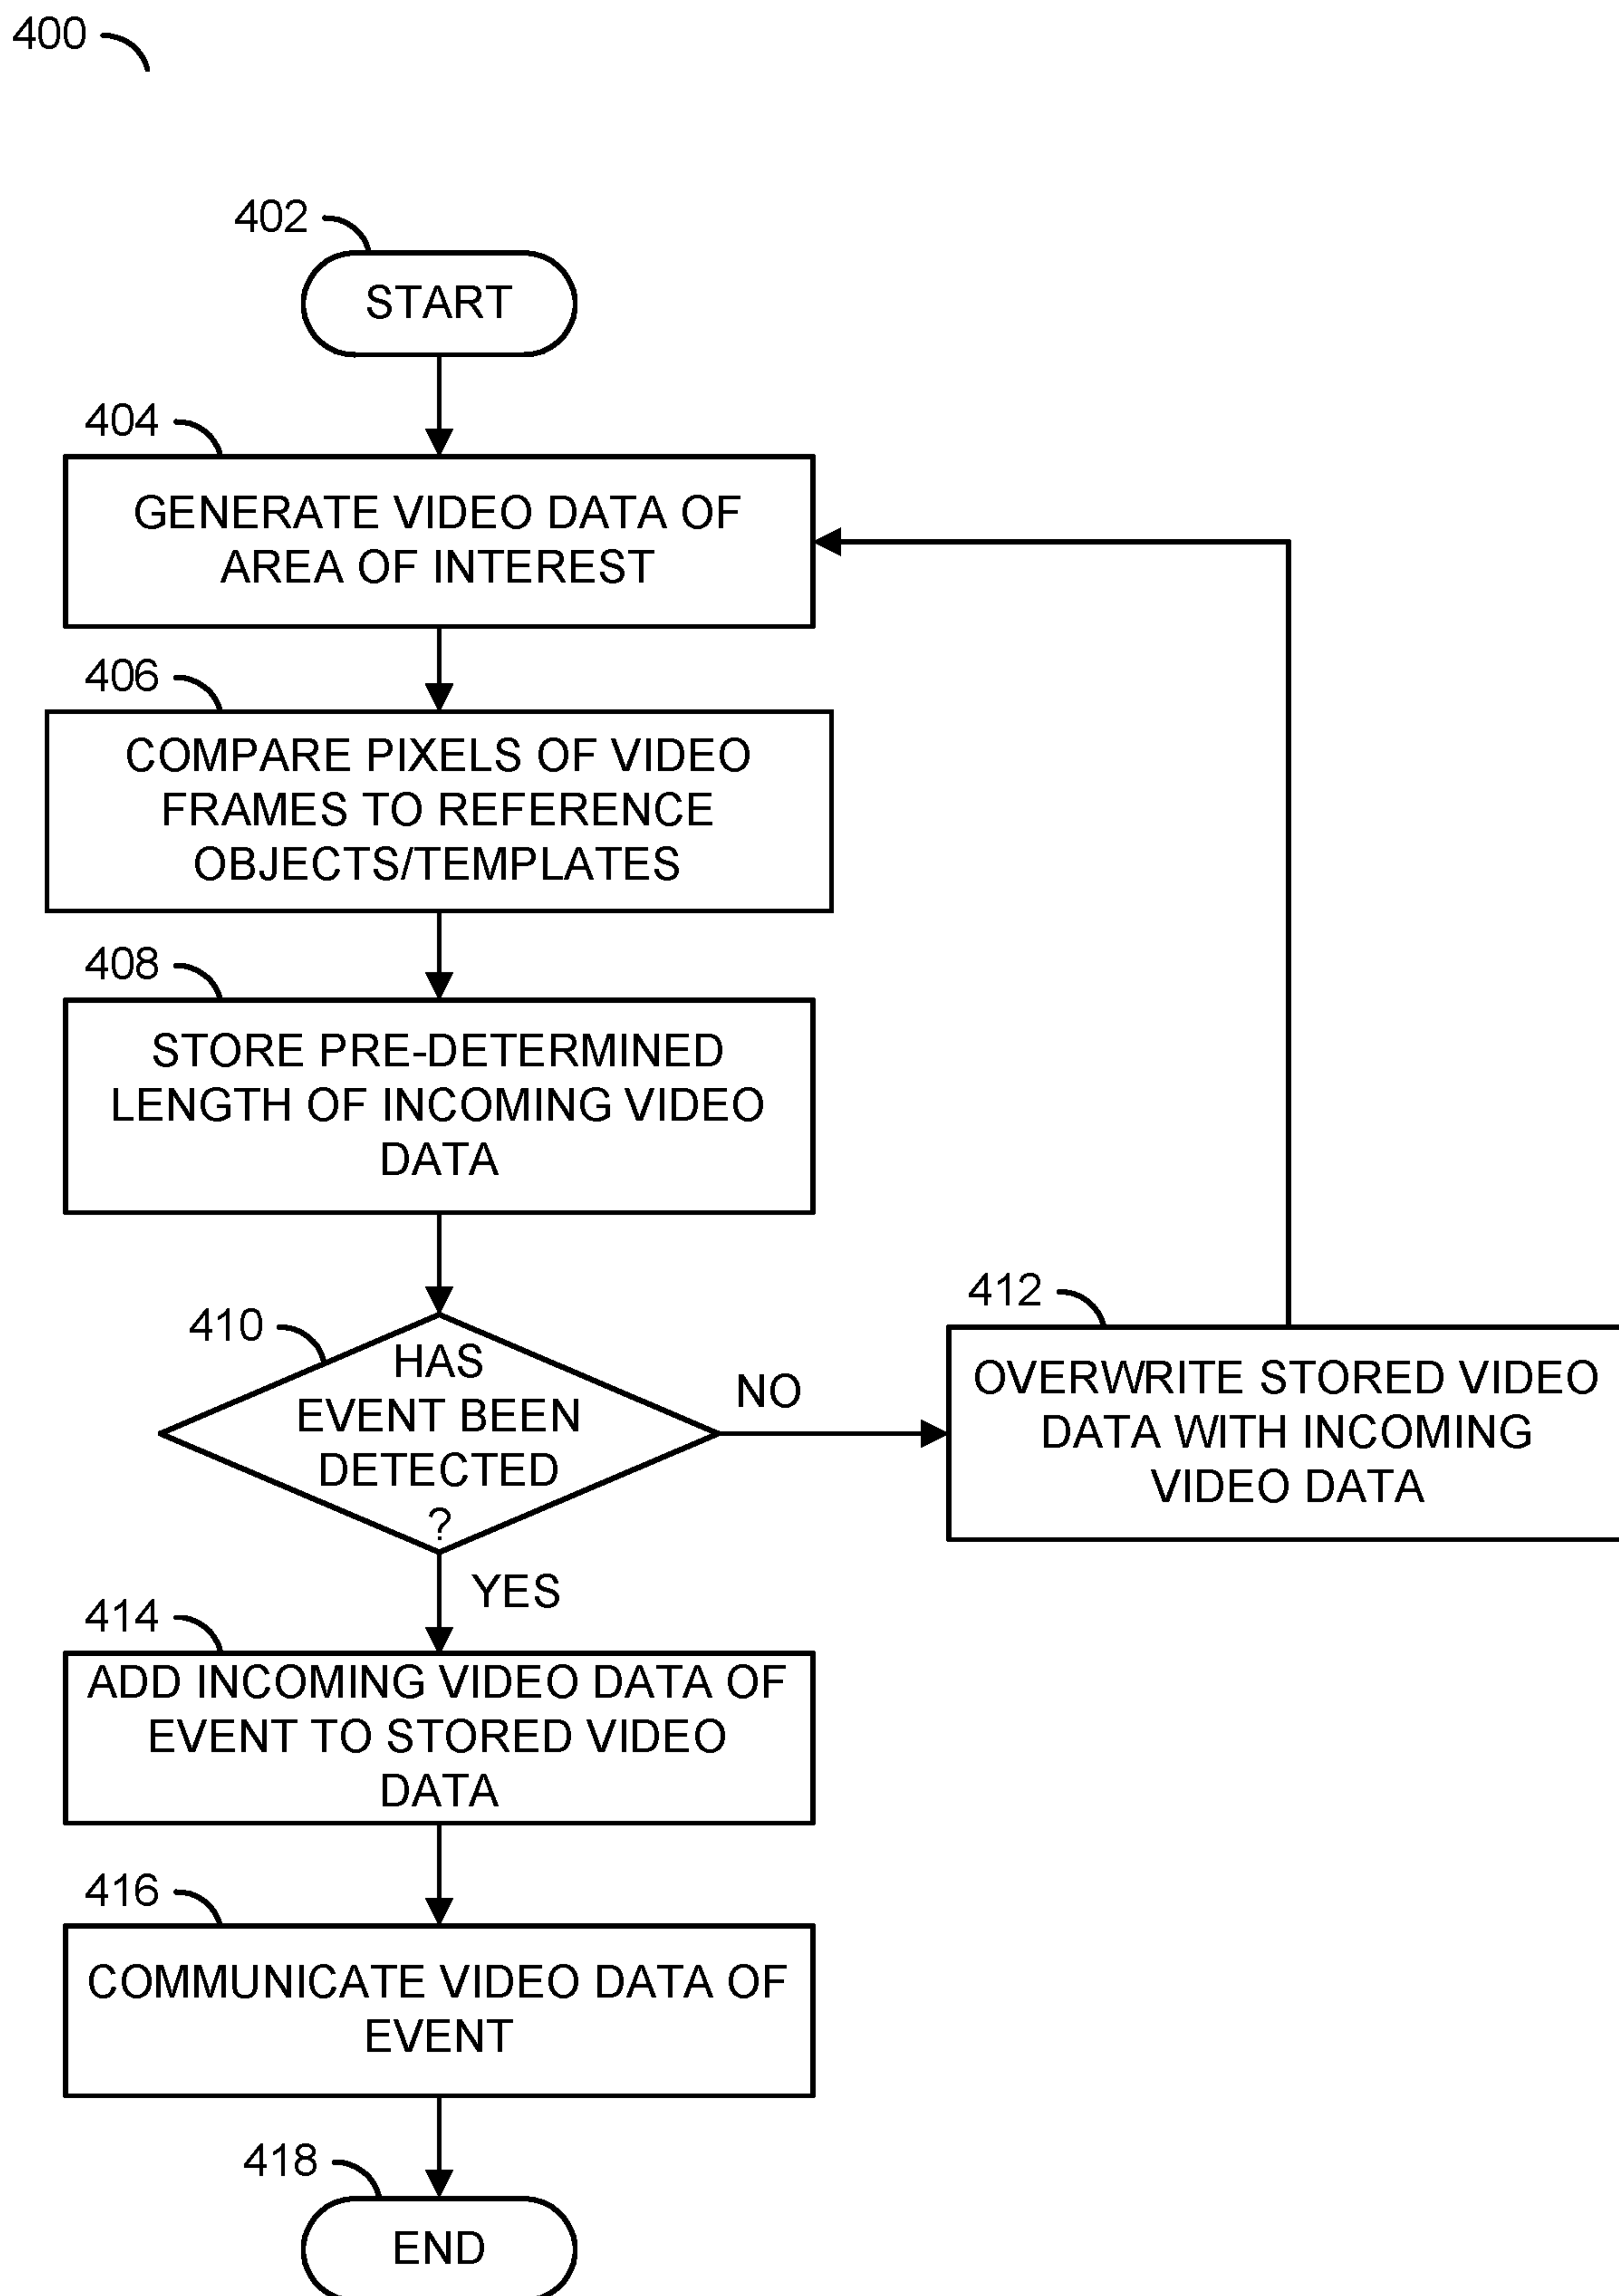 400
402
START
404
GENERATE VIDEO DATA OF
AREA OF INTEREST
406
COMPARE PIXELS OF VIDEO
FRAMES TO REFERENCE
OBJECTS/TEMPLATES
408
STORE PRE-DETERMINED
LENGTH OF INCOMING VIDEO
DATA
410
HAS
EVENT BEEN
DETECTED
?
NO
412
OVERWRITE STORED VIDEO
DATA WITH INCOMING
VIDEO DATA
YES
414
ADD INCOMING VIDEO DATA OF
EVENT TO STORED VIDEO
DATA
416
COMMUNICATE VIDEO DATA OF
EVENT
418
END